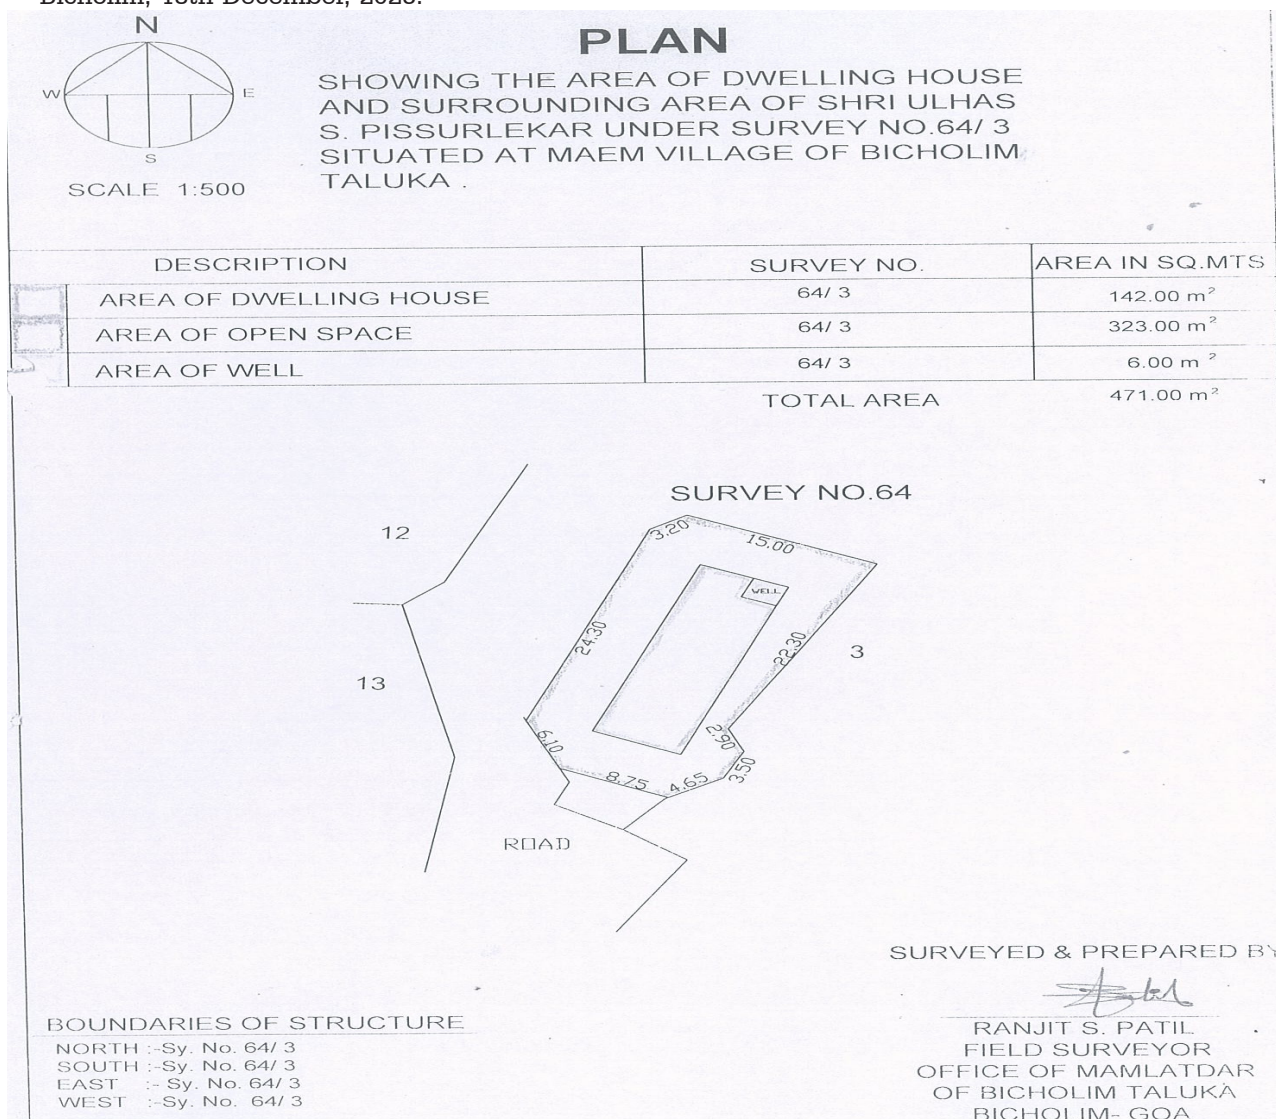 Bicholim, 18th December, 2023.
N
W E
S
SCALE 1:500
PLAN
SHOWING THE AREA OF DWELLING HOUSE
AND SURROUNDING AREA OF SHRI ULHAS
S. PISSURLEKAR UNDER SURVEY NO.64/ 3
SITUATED AT MAEM VILLAGE OF BICHOLIM
TALUKA .
DESCRIPTION SURVEY NO. AREA IN SQ.MTS
AREA OF DWELLING HOUSE 64/ 3 142.00 m²
AREA OF OPEN SPACE 64/ 3 323.00 m²
AREA OF WELL 64/ 3 6.00 m²
TOTAL AREA 471.00 m²
SURVEY NO.64
12
3.20
15.00
WELL
24.30
22.30
3
13
6.10
2.90
8.75
4.65
3.50
ROAD
SURVEYED & PREPARED BY
RANJIT S. PATIL
FIELD SURVEYOR
OFFICE OF MAMLATDAR
OF BICHOLIM TALUKA
BICHOLIM- GOA
BOUNDARIES OF STRUCTURE
NORTH :-Sy. No. 64/ 3
SOUTH :-Sy. No. 64/ 3
EAST :- Sy. No. 64/ 3
WEST :-Sy. No. 64/ 3